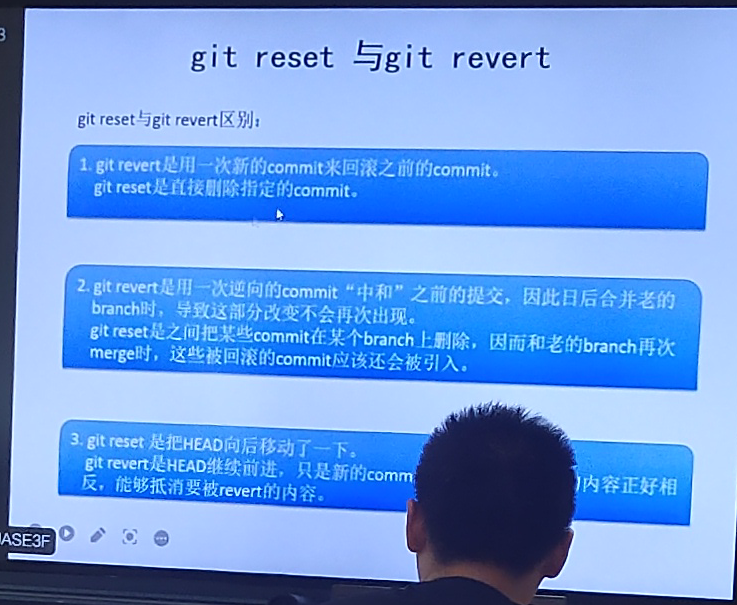 git reset 与git revert
git reset与git revert区别：
1. git revert是用一次新的commit来回滚之前的commit。
git reset是直接删除指定的commit。
2. git revert是用一次逆向的commit“中和”之前的提交，因此日后合并老的
branch时，导致这部分改变不会再次出现。
git reset是之间把某些commit在某个branch上删除，因而和老的branch再次
merge时，这些被回滚的commit应该还会被引入。
3. git reset 是把HEAD向后移动了一下。
git revert是HEAD继续前进，只是新的comm 内容正好相
反，能够抵消要被revert的内容。
ASE3F